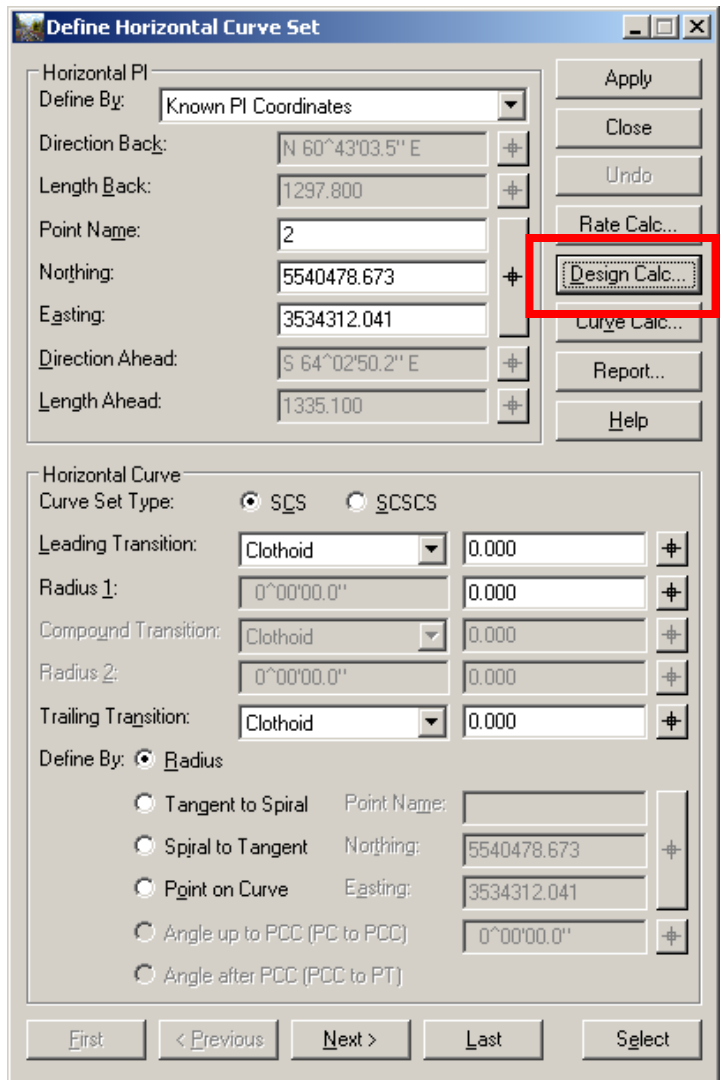 Define Horizontal Curve Set
Horizontal PI
Define By: Known PI Coordinates
Direction Back: N 60^43'03.5" E
Length Back: 1297.800
Point Name: 2
Northing: 5540478.673
Easting: 3534312.041
Direction Ahead: S 64^02'50.2" E
Length Ahead: 1335.100
Apply
Close
Undo
Rate Calc...
Design Calc...
Curve Calc...
Report...
Help
Horizontal Curve
Curve Set Type: SCS SCSCS
Leading Transition: Clothoid 0.000
Radius 1: 0^00'00.0" 0.000
Compound Transition: Clothoid 0.000
Radius 2: 0^00'00.0" 0.000
Trailing Transition: Clothoid 0.000
Define By: Radius
Tangent to Spiral Point Name:
Spiral to Tangent Northing: 5540478.673
Point on Curve Easting: 3534312.041
Angle up to PCC (PC to PCC) 0^00'00.0"
Angle after PCC (PCC to PT)
First < Previous Next > Last Select